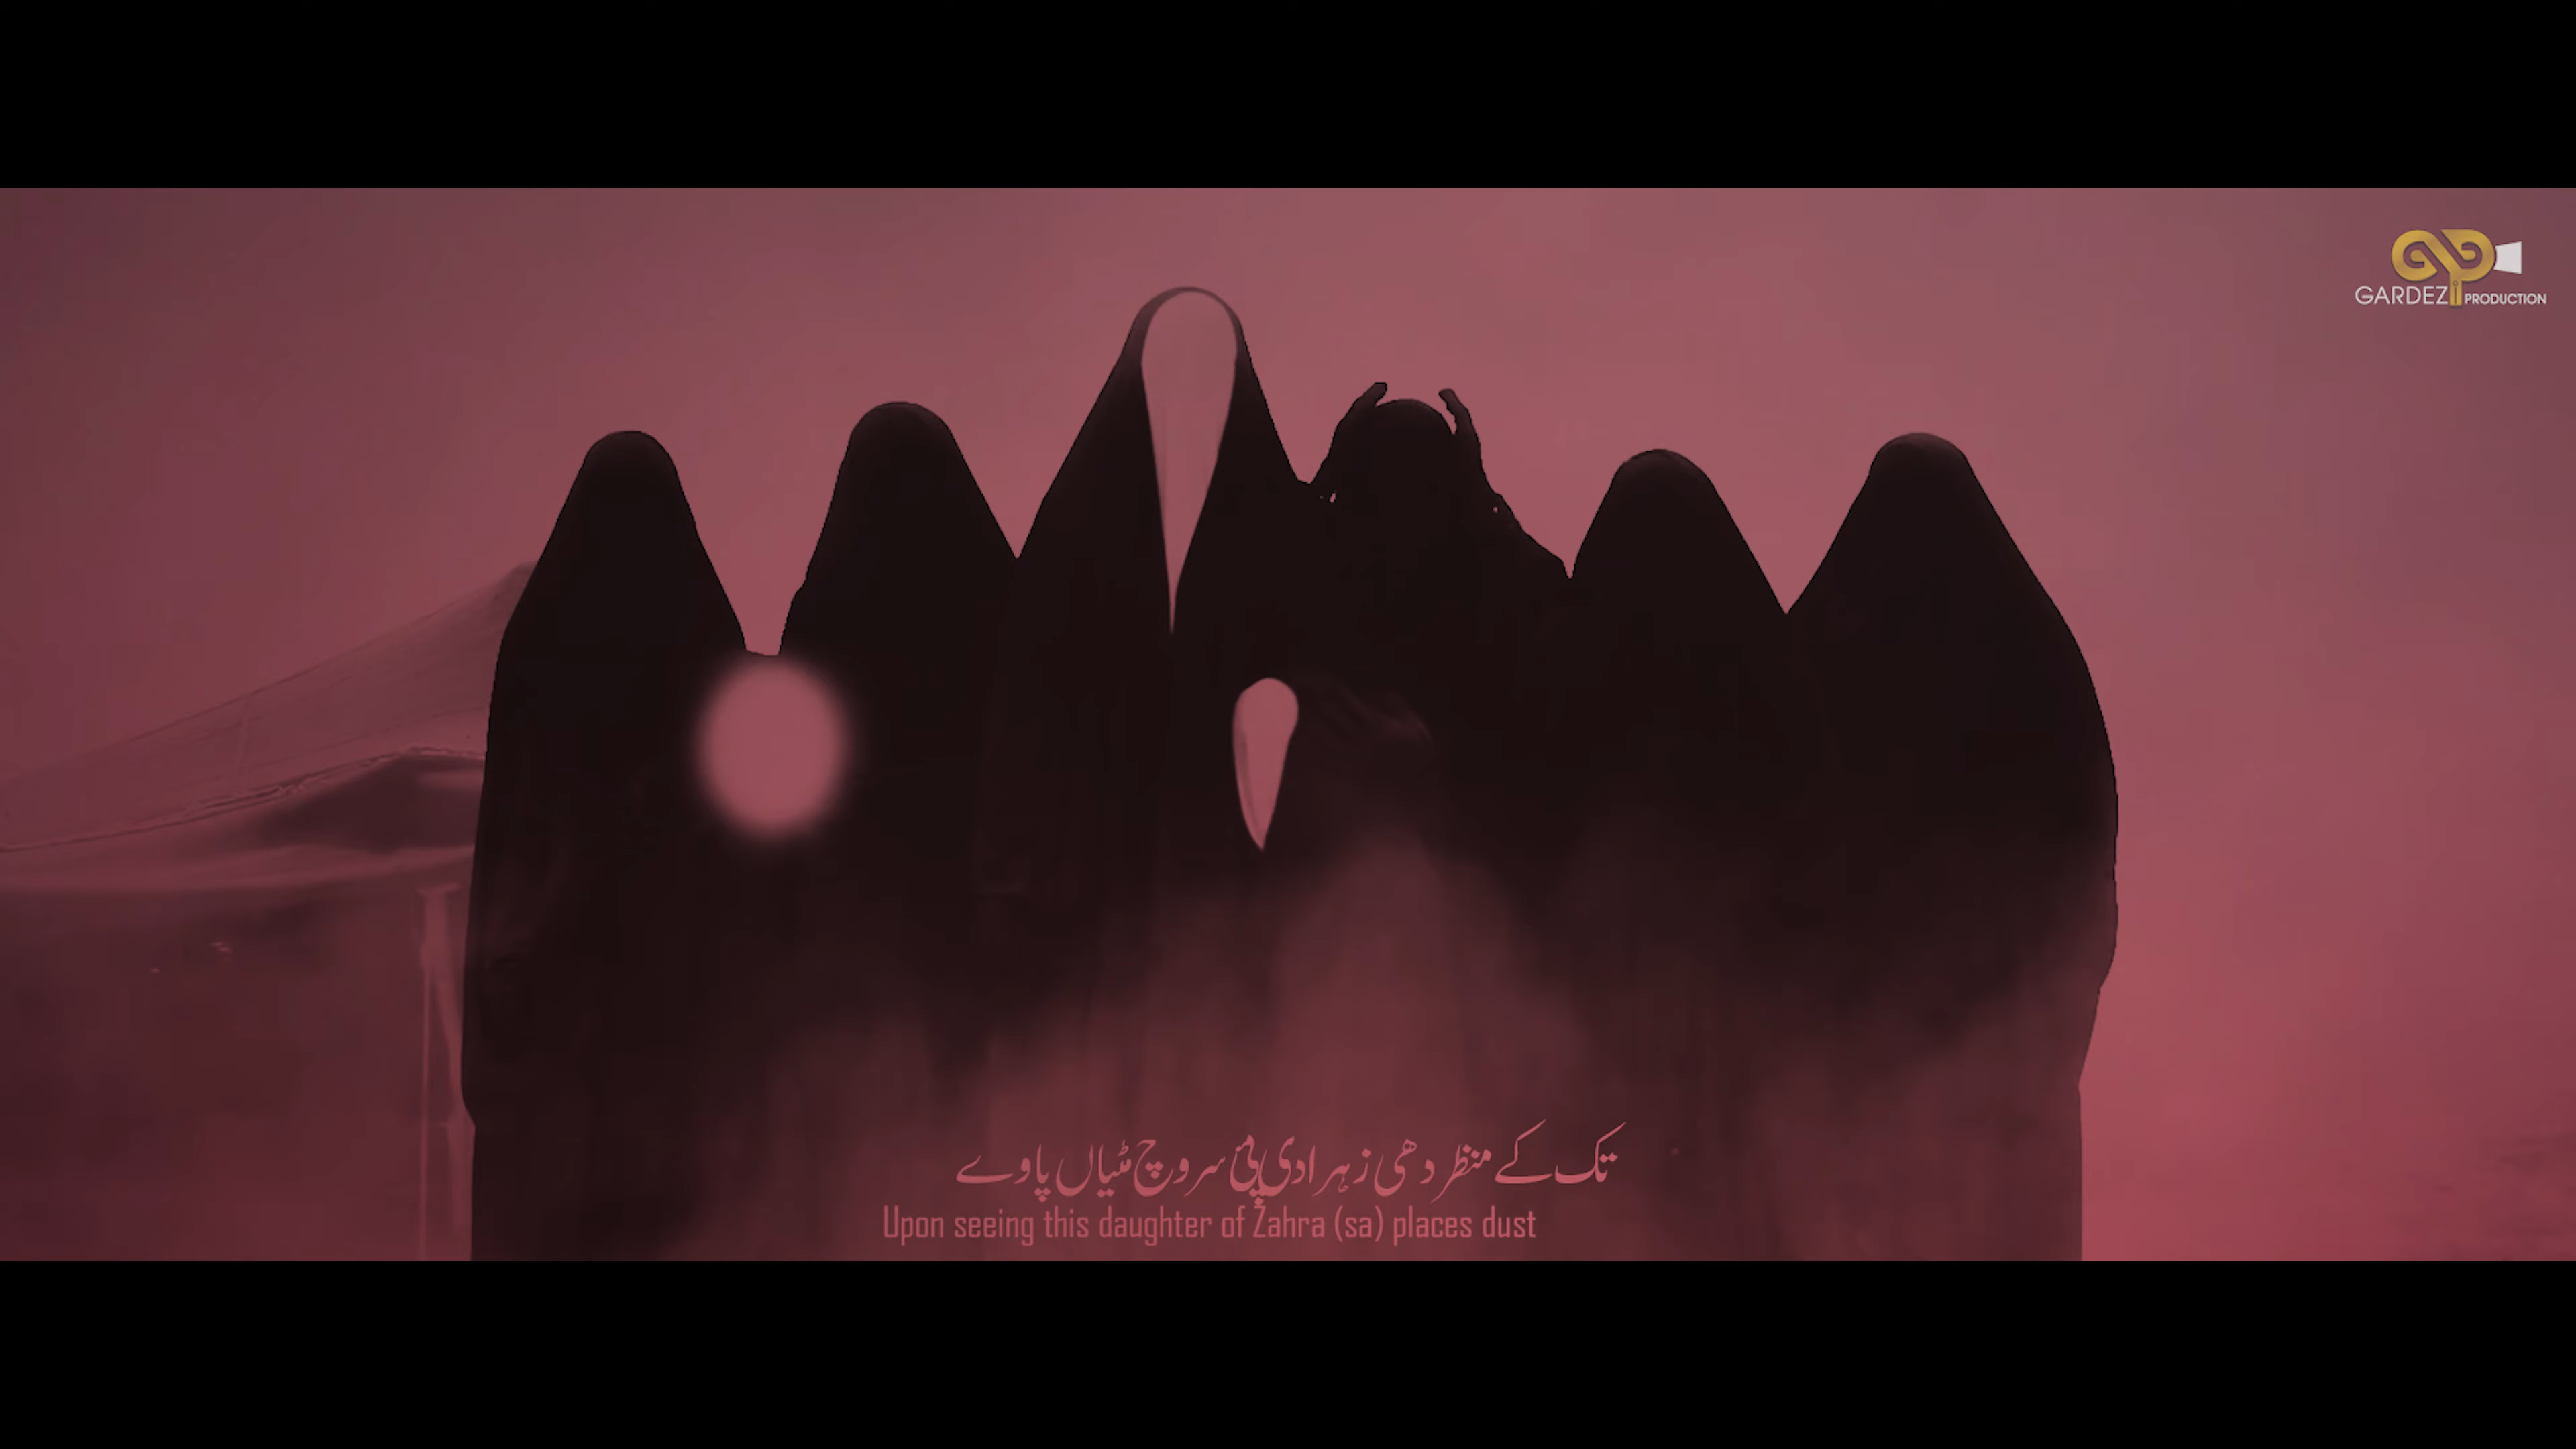 GARDEZI PRODUCTION
تک کے منظر دھی زہرا دی پئ سر وچ مٹیاں پاوے
Upon seeing this daughter of Zahra (sa) places dust